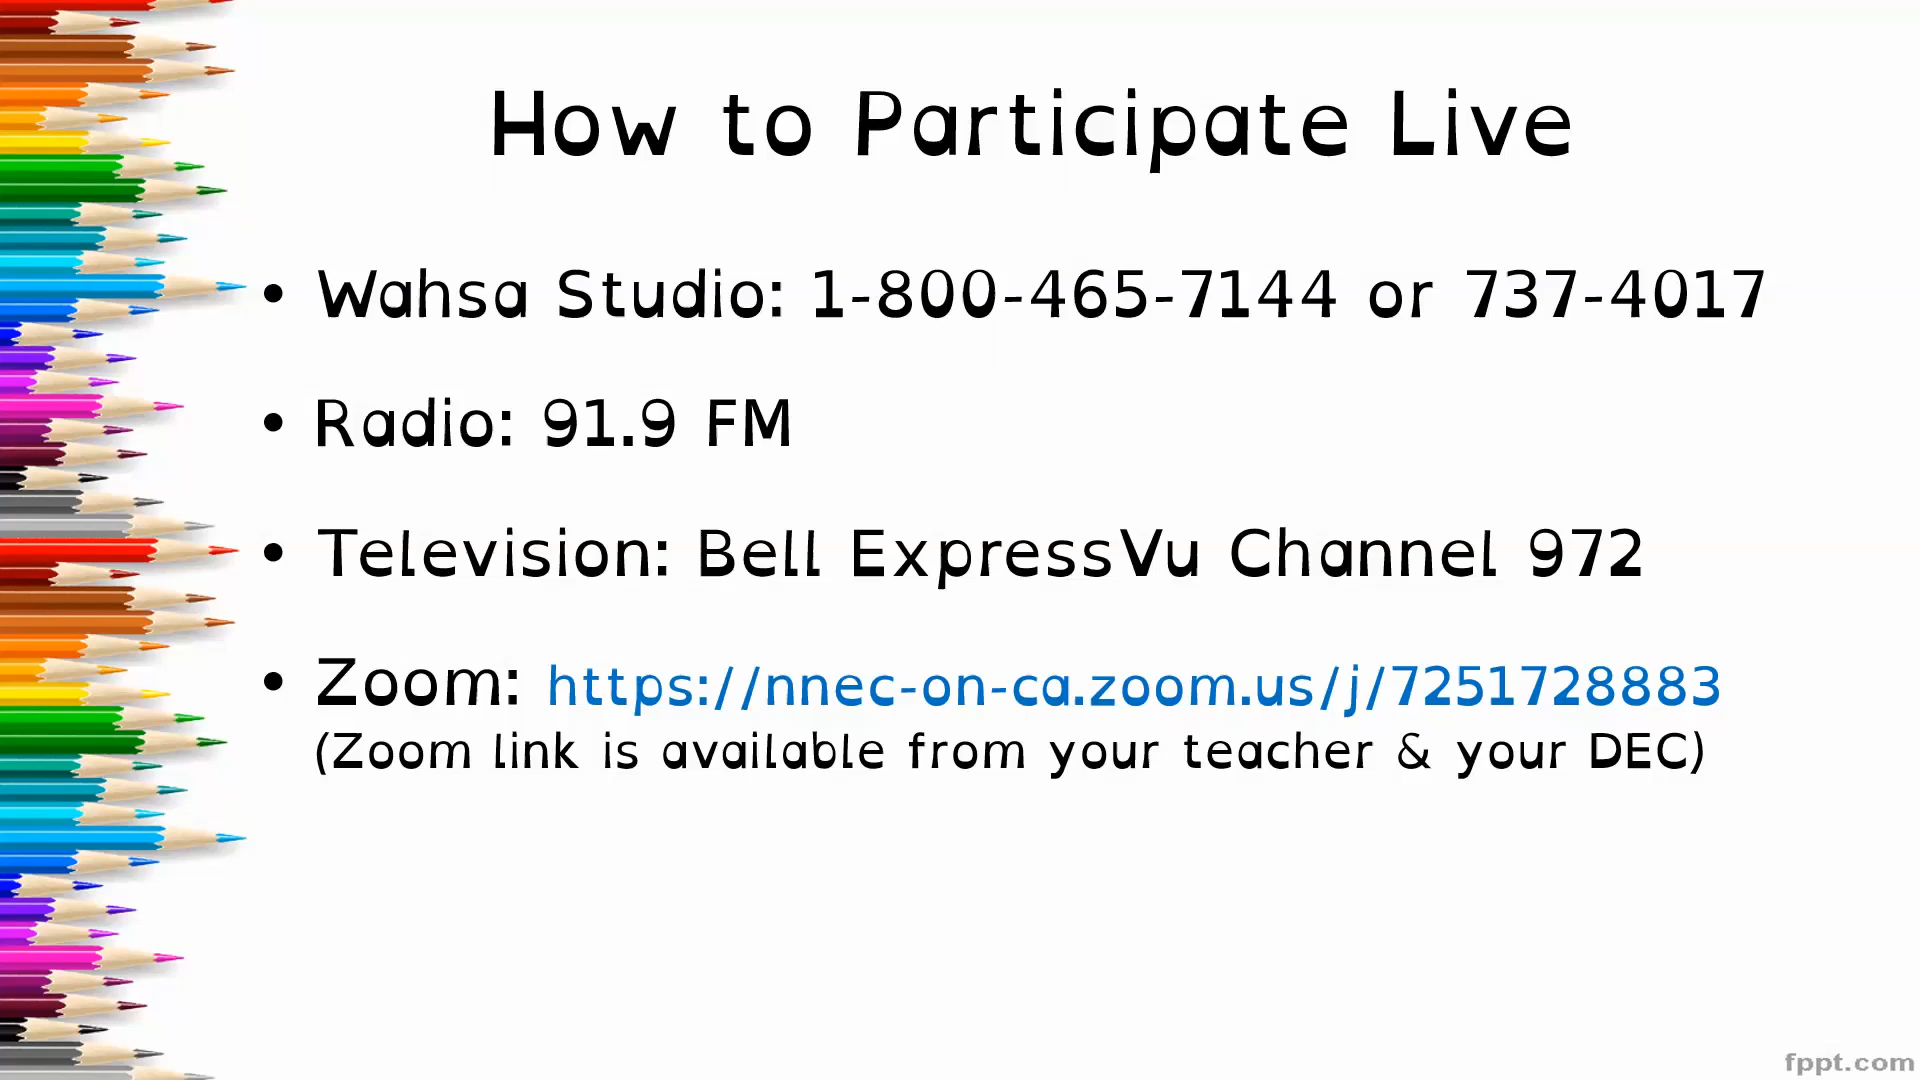 How to Participate Live
• Wahsa Studio: 1-800-465-7144 or 737-4017
• Radio: 91.9 FM
• Television: Bell ExpressVu Channel 972
• Zoom: https://nnec-on-ca.zoom.us/j/7251728883
(Zoom link is available from your teacher & your DEC)
fppt.com